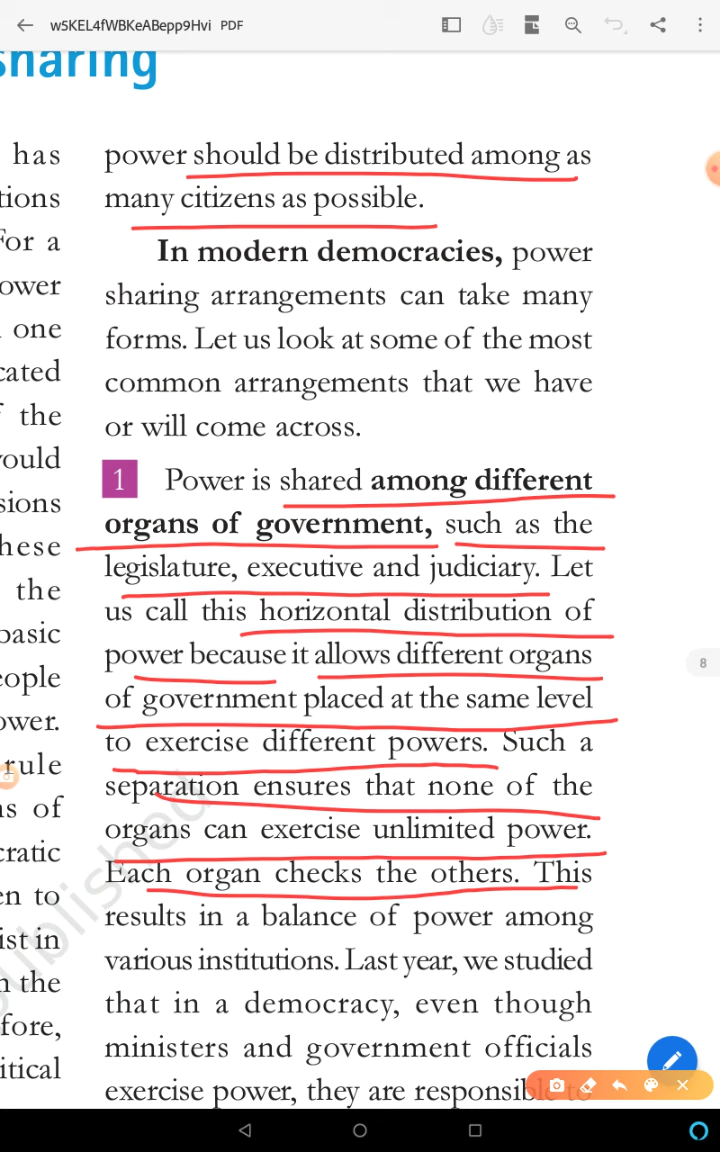 w5KEL4fWBKeABepp9Hvi PDF
sharing
has
tions
For a
ower
one
cated
the
ould
sions
hese
the
basic
eople
ower.
rule
ns of
cratic
en to
ist in
n the
fore,
itical
power should be distributed among as
many citizens as possible.
In modern democracies, power
sharing arrangements can take many
forms. Let us look at some of the most
common arrangements that we have
or will come across.
1 Power is shared among different
organs of government, such as the
legislature, executive and judiciary. Let
us call this horizontal distribution of
power because it allows different organs
of government placed at the same level
to exercise different powers. Such a
separation ensures that none of the
organs can exercise unlimited power.
Each organ checks the others. This
results in a balance of power among
various institutions. Last year, we studied
that in a democracy, even though
ministers and government officials
exercise power, they are responsible to
8
ublished